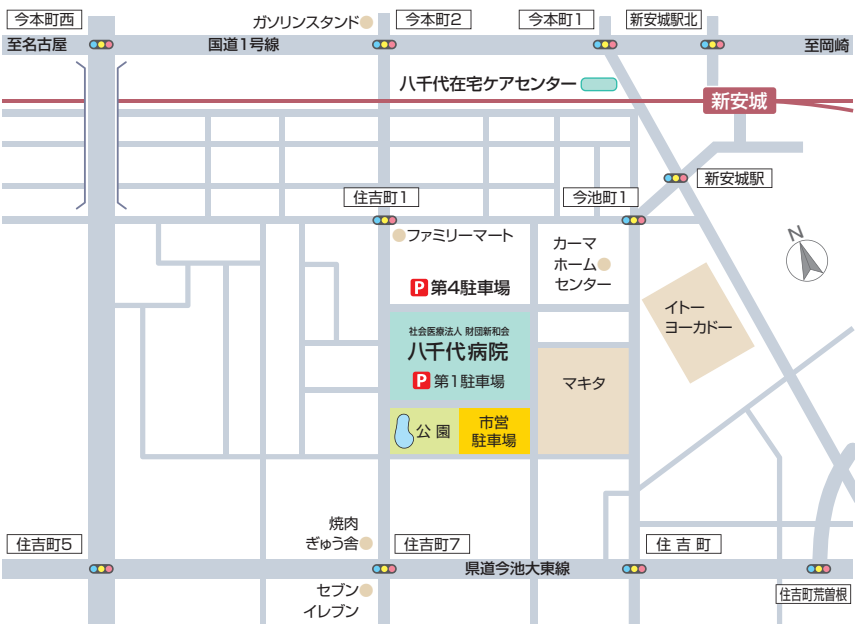 今本町西
ガソリンスタンド
今本町2
今本町1
新安城駅北
至名古屋
国道1号線
至岡崎
八千代在宅ケアセンター
新安城
新安城駅
住吉町1
今池町1
ファミリーマート
カーマ
ホーム
センター
N
P 第4駐車場
イトー
ヨーカドー
社会医療法人 財団新和会
八千代病院
P 第1駐車場
マキタ
公園
市営
駐車場
焼肉
ぎゅう舎
住吉町5
住吉町7
住吉町
県道今池大東線
セブン
イレブン
住吉町荒曽根